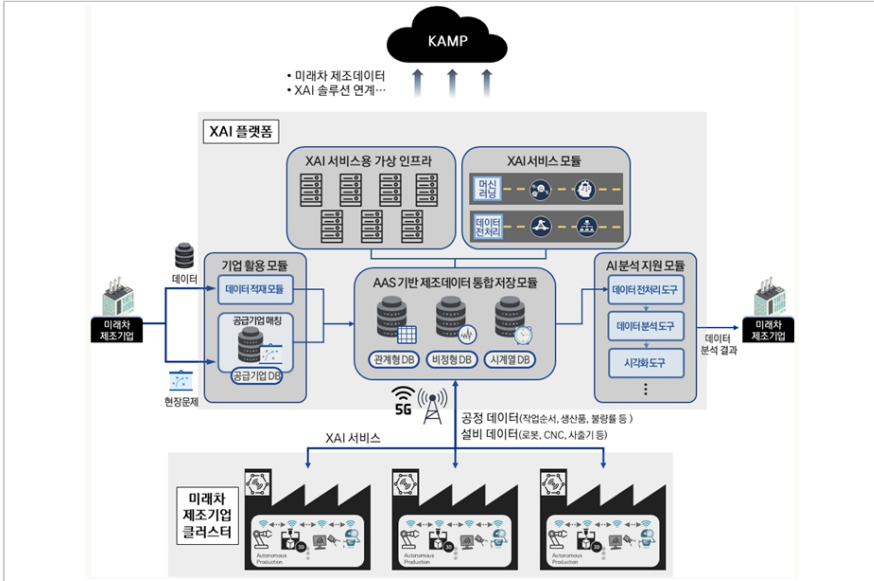 KAMP
• 미래차 제조데이터
• XAI 솔루션 연계…
XAI 플랫폼
XAI 서비스용 가상 인프라
XAI 서비스 모듈
머신
러닝
데이터
전처리
데이터
미래차
제조기업
현장문제
기업 활용 모듈
데이터 적재 모듈
공급기업 매칭
공급기업 DB
AAS 기반 제조데이터 통합 저장 모듈
관계형 DB
비정형 DB
시계열 DB
AI 분석 지원 모듈
데이터 전처리 도구
데이터 분석 도구
시각화 도구
데이터
분석 결과
미래차
제조기업
5G
공정 데이터(작업순서, 생산품, 불량률 등 )
설비 데이터(로봇, CNC, 사출기 등)
XAI 서비스
미래차
제조기업
클러스터
Autonomous
Production
Autonomous
Production
Autonomous
Production